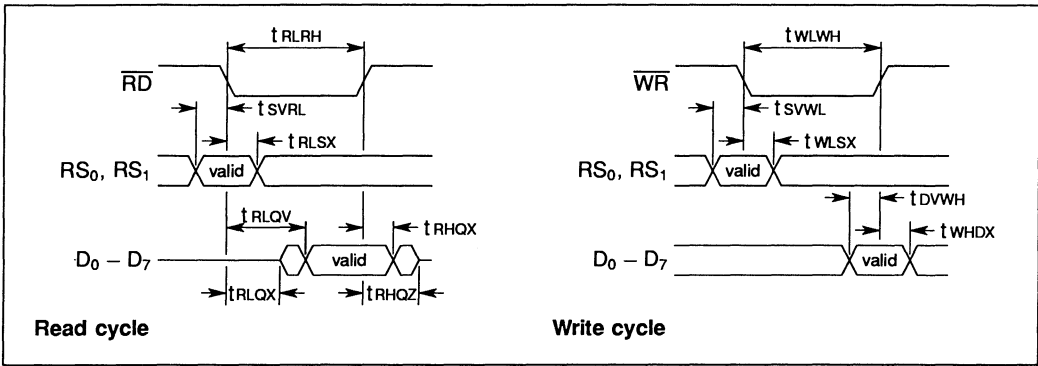 t RLRH
RD
t SVRL
t RLSX
RS0, RS1
valid
t RLQV
t RHQX
D0 – D7
valid
t RLQX
t RHQZ
Read cycle
t WLWH
WR
t SVWL
t WLSX
RS0, RS1
valid
t DVWH
t WHDX
D0 – D7
valid
Write cycle